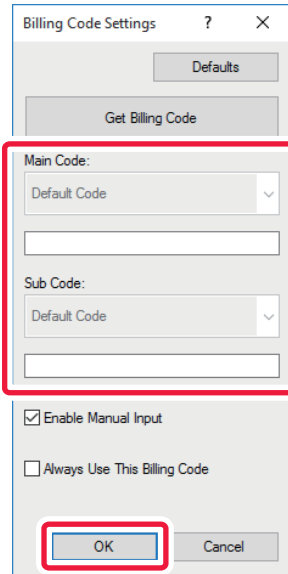 Billing Code Settings ? ×
Defaults
Get Billing Code
Main Code:
Default Code
Sub Code:
Default Code
Enable Manual Input
Always Use This Billing Code
OK Cancel